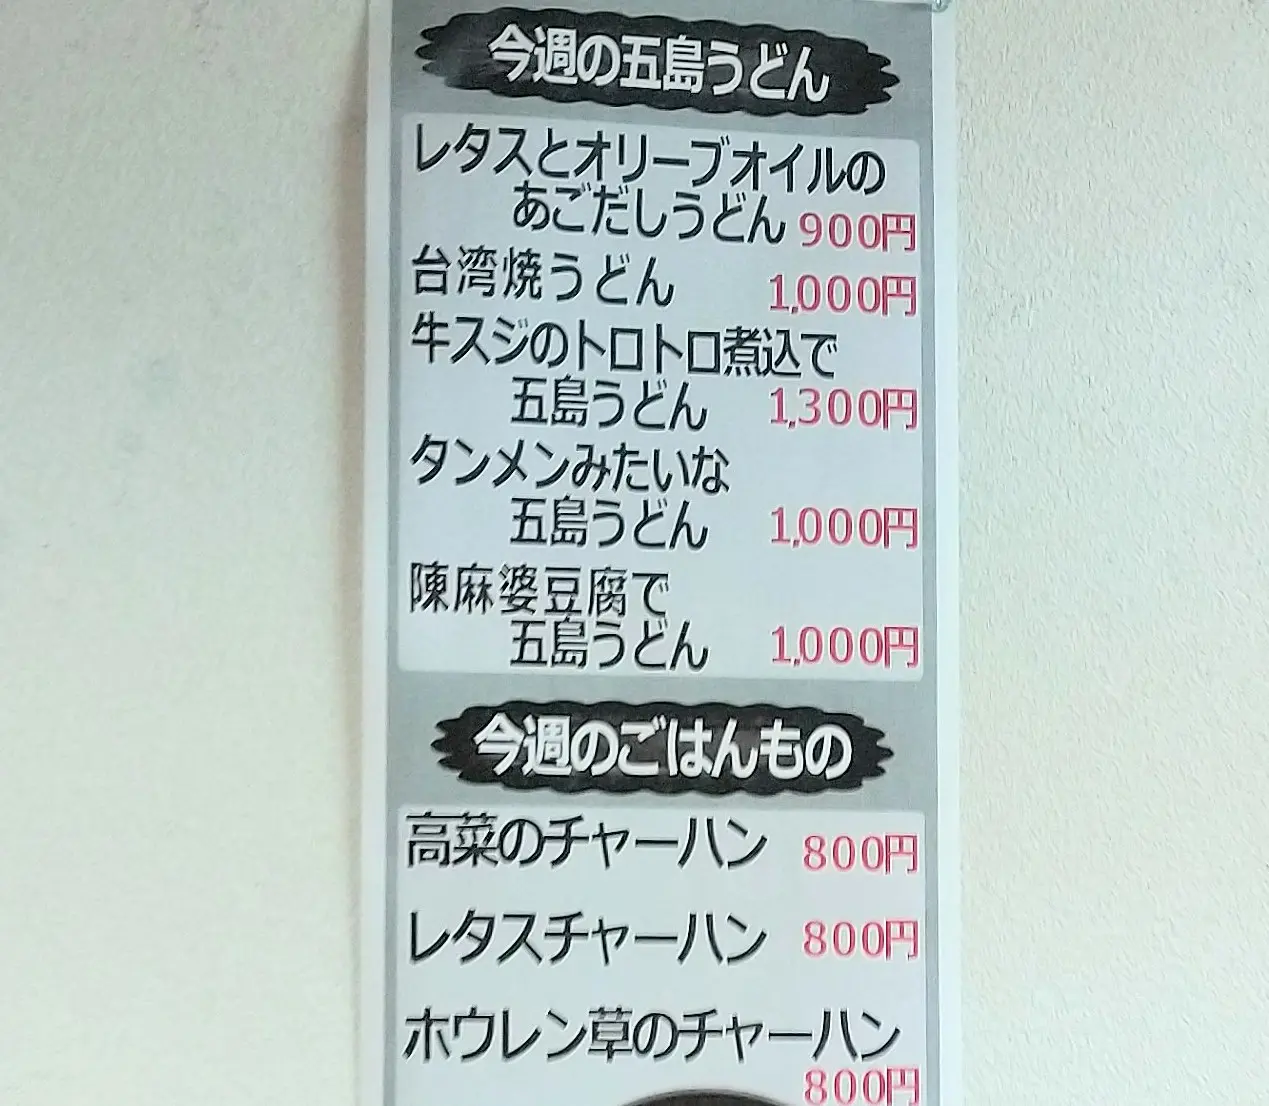 今週の五島うどん
レタスとオリーブオイルの
あごだしうどん 900円
台湾焼うどん 1,000円
牛スジのトロトロ煮込で
五島うどん 1,300円
タンメンみたいな
五島うどん 1,000円
陳麻婆豆腐で
五島うどん 1,000円
今週のごはんもの
高菜のチャーハン 800円
レタスチャーハン 800円
ホウレン草のチャーハン
800円